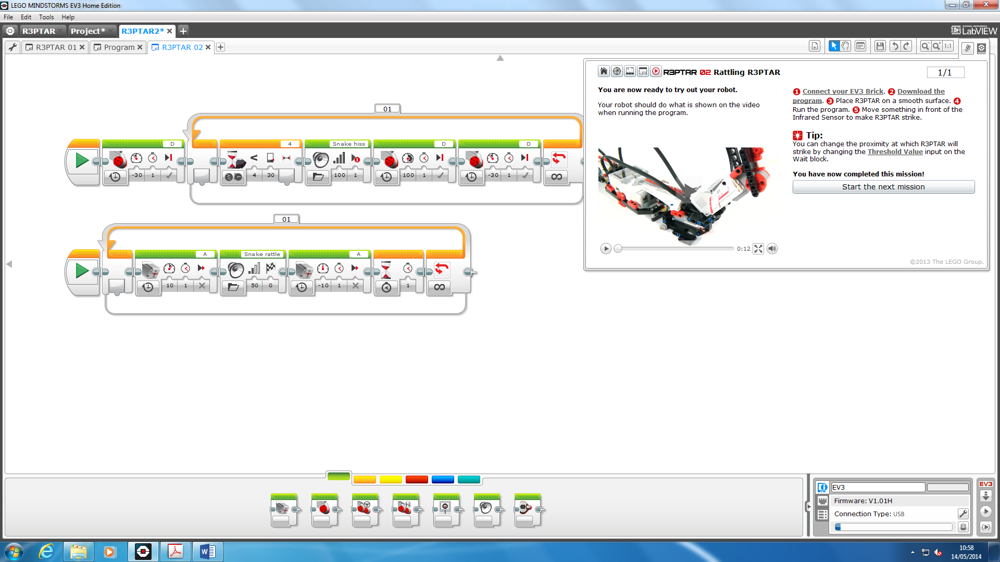 LEGO MINDSTORMS EV3 Home Edition
File Edit Tools Help
R3PTAR Project* R3PTAR2* +
NATIONAL INSTRUMENTS LabVIEW
R3PTAR 01 Program R3PTAR 02
1:1
R3PTAR 02 Rattling R3PTAR
1/1
You are now ready to try out your robot.
Your robot should do what is shown on the video
when running the program.
1 Connect your EV3 Brick. 2 Download the
program. 3 Place R3PTAR on a smooth surface. 4
Run the program. 5 Move something in front of the
Infrared Sensor to make R3PTAR strike.
Tip:
You can change the proximity at which R3PTAR will
strike by changing the Threshold Value input on the
Wait block.
You have now completed this mission!
Start the next mission
0:12
©2013 The LEGO Group.
01
D 4 Snake hiss D D
< 1
-30 1 4 30 100 1 100 1 -30 1
01
A Snake rattle A
10 1 50 0 -10 1 1
EV3
EV3
Firmware: V1.01H
Connection Type: USB
10:58
14/05/2014